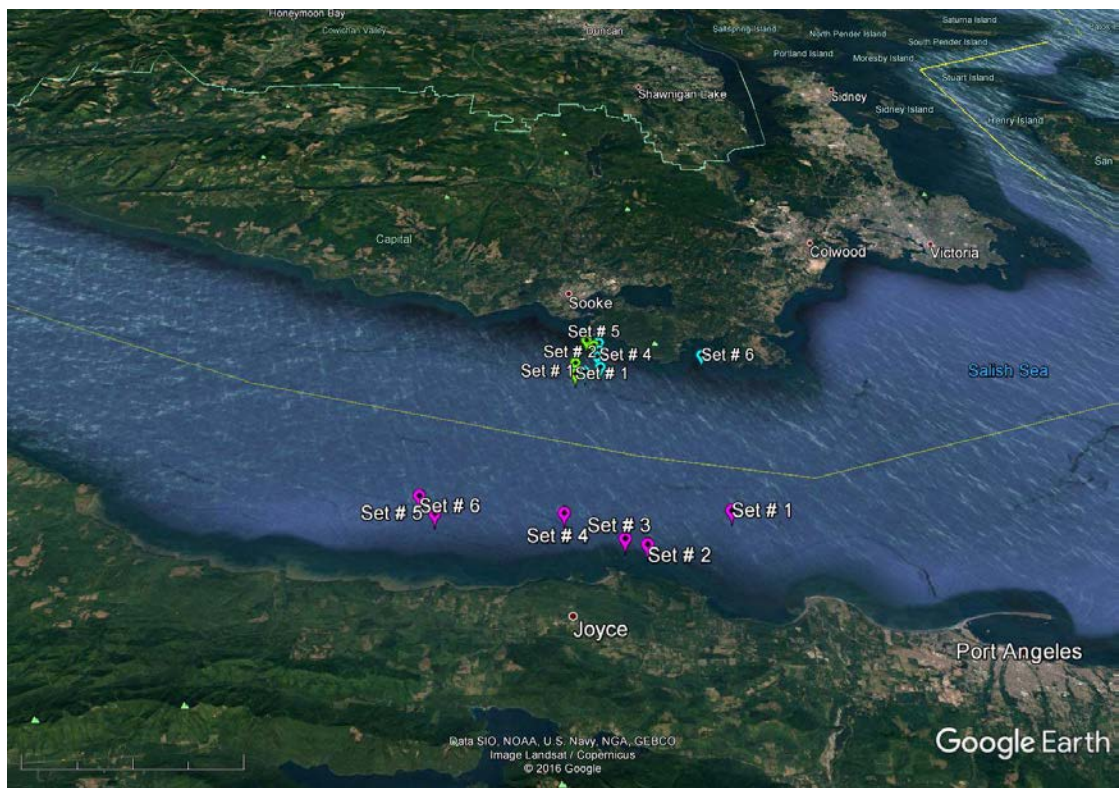 Honeymoon Bay
Cowichan Valley
Duncan
Saltspring Island
North Pender Island
Saturna Island
South Pender Island
Portland Island
Moresby Island
Stuart Island
Shawnigan Lake
Sidney
Sidney Island
Henry Island
San
Capital
Colwood
Victoria
Sooke
Set # 5
Set # 2
Set # 4
Set # 6
Set # 1
Set # 1
Salish Sea
Set # 5
Set # 6
Set # 4
Set # 3
Set # 2
Set # 1
Joyce
Port Angeles
Data SIO, NOAA, U.S. Navy, NGA, GEBCO
Image Landsat / Copernicus
© 2016 Google
Google Earth